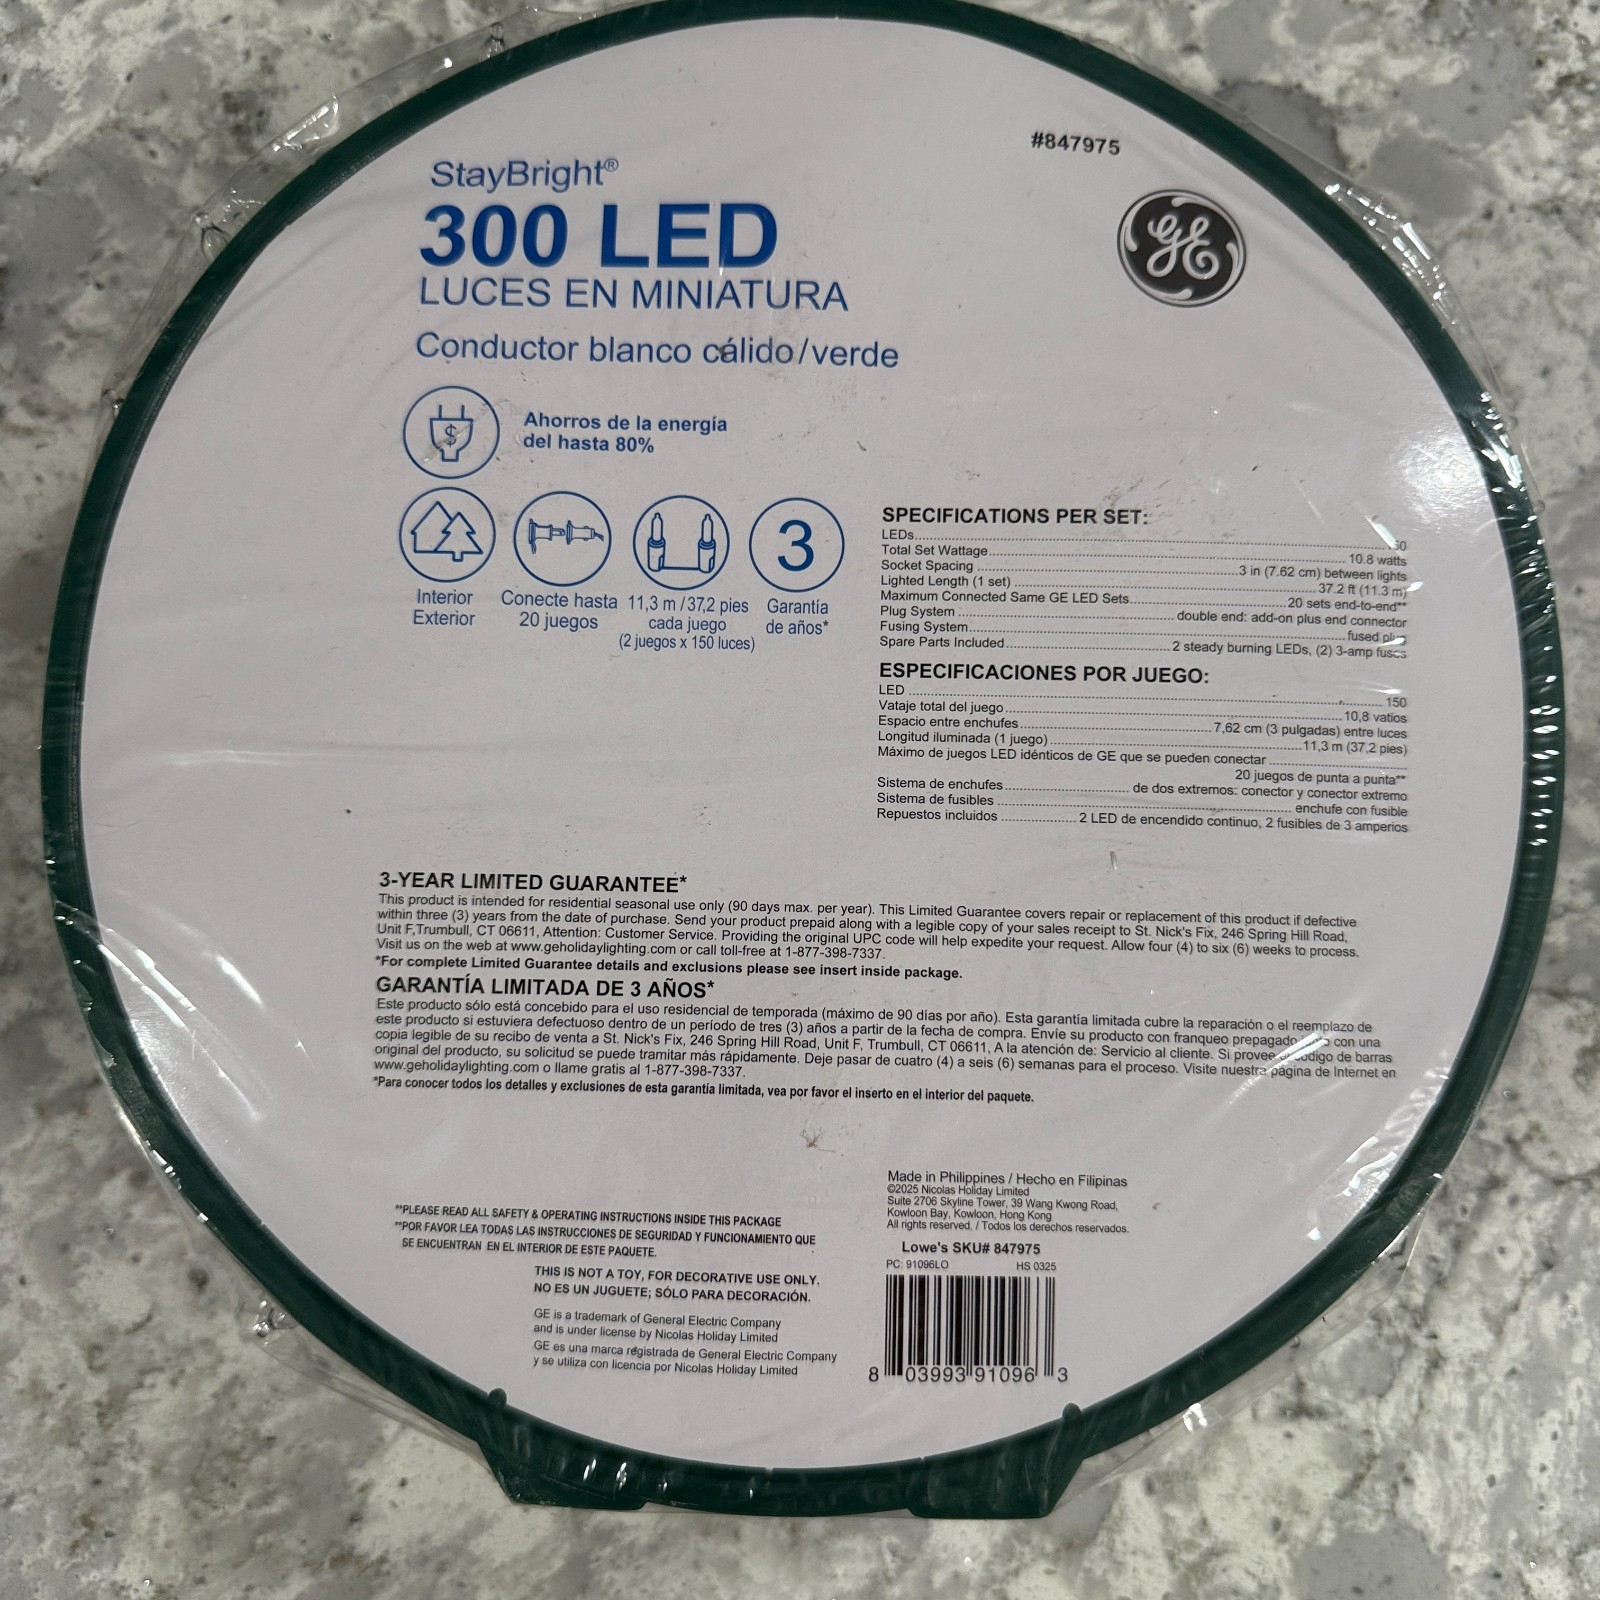 #847975
GE
StayBright®
300 LED
LUCES EN MINIATURA
Conductor blanco cálido/verde
$
Ahorros de la energía
del hasta 80%
Interior
Exterior
Conecte hasta
20 juegos
11,3 m / 37,2 pies
cada juego
(2 juegos x 150 luces)
3
Garantía
de años*
SPECIFICATIONS PER SET:
LEDs
Total Set Wattage 10.8 watts
Socket Spacing 3 in (7.62 cm) between lights
Lighted Length (1 set) 37.2 ft (11.3 m)
Maximum Connected Same GE LED Sets 20 sets end-to-end**
Plug System double end: add-on plus end connector
Fusing System fused plug
Spare Parts Included 2 steady burning LEDs, (2) 3-amp fuses
ESPECIFICACIONES POR JUEGO:
LED 150
Vataje total del juego 10,8 vatios
Espacio entre enchufes 7,62 cm (3 pulgadas) entre luces
Longitud iluminada (1 juego) 11,3 m (37,2 pies)
Máximo de juegos LED idénticos de GE que se pueden conectar
20 juegos de punta a punta**
Sistema de enchufes de dos extremos: conector y conector extremo
Sistema de fusibles enchufe con fusible
Repuestos incluidos 2 LED de encendido continuo, 2 fusibles de 3 amperios
3-YEAR LIMITED GUARANTEE*
This product is intended for residential seasonal use only (90 days max. per year). This Limited Guarantee covers repair or replacement of this product if defective
within three (3) years from the date of purchase. Send your product prepaid along with a legible copy of your sales receipt to St. Nick's Fix, 246 Spring Hill Road,
Unit F,Trumbull, CT 06611, Attention: Customer Service. Providing the original UPC code will help expedite your request. Allow four (4) to six (6) weeks to process.
Visit us on the web at www.geholidaylighting.com or call toll-free at 1-877-398-7337.
*For complete Limited Guarantee details and exclusions please see insert inside package.
GARANTÍA LIMITADA DE 3 AÑOS*
Este producto sólo está concebido para el uso residencial de temporada (máximo de 90 días por año). Esta garantía limitada cubre la reparación o el reemplazo de
este producto si estuviera defectuoso dentro de un período de tres (3) años a partir de la fecha de compra. Envíe su producto con franqueo prepagado con una
copia legible de su recibo de venta a St. Nick's Fix, 246 Spring Hill Road, Unit F, Trumbull, CT 06611, A la atención de: Servicio al cliente. Si provee código de barras
original del producto, su solicitud se puede tramitar más rápidamente. Deje pasar de cuatro (4) a seis (6) semanas para el proceso. Visite nuestra página de Internet en
www.geholidaylighting.com o llame gratis al 1-877-398-7337.
*Para conocer todos los detalles y exclusiones de esta garantía limitada, vea por favor el inserto en el interior del paquete.
**PLEASE READ ALL SAFETY & OPERATING INSTRUCTIONS INSIDE THIS PACKAGE
**POR FAVOR LEA TODAS LAS INSTRUCCIONES DE SEGURIDAD Y FUNCIONAMIENTO QUE
SE ENCUENTRAN EN EL INTERIOR DE ESTE PAQUETE.
THIS IS NOT A TOY, FOR DECORATIVE USE ONLY.
NO ES UN JUGUETE; SÓLO PARA DECORACIÓN.
GE is a trademark of General Electric Company
and is under license by Nicolas Holiday Limited
GE es una marca registrada de General Electric Company
y se utiliza con licencia por Nicolas Holiday Limited
Made in Philippines / Hecho en Filipinas
©2025 Nicolas Holiday Limited
Suite 2706 Skyline Tower, 39 Wang Kwong Road,
Kowloon Bay, Kowloon, Hong Kong
All rights reserved. / Todos los derechos reservados.
Lowe's SKU# 847975
PC: 91096LO HS 0325
8 03993 91096 3